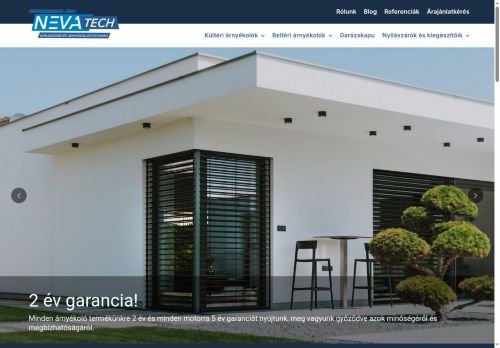 Rólunk Blog Referenciák Árajánlatkérés
NEVA TECH
NYÍLÁSZÁRÓ ÉS ÁRNYÉKOLÁSTECHNIKA
Kültéri árnyékolók Beltéri árnyékolók Garázskapu Nyílászárók és kiegészítőik
2 év garancia!
Minden árnyékoló termékünkre 2 év és minden motorra 5 év garanciát nyújtunk, meg vagyunk győződve azok minőségéről és
megbízhatóságáról.